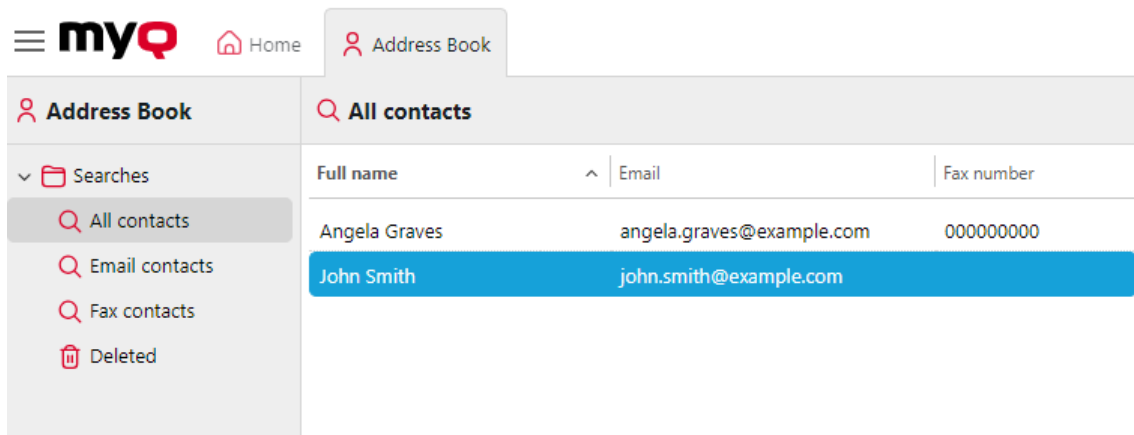 myQ Home Address Book
Address Book
All contacts
Searches
All contacts
Email contacts
Fax contacts
Deleted
Full name Email Fax number
Angela Graves angela.graves@example.com 000000000
John Smith john.smith@example.com